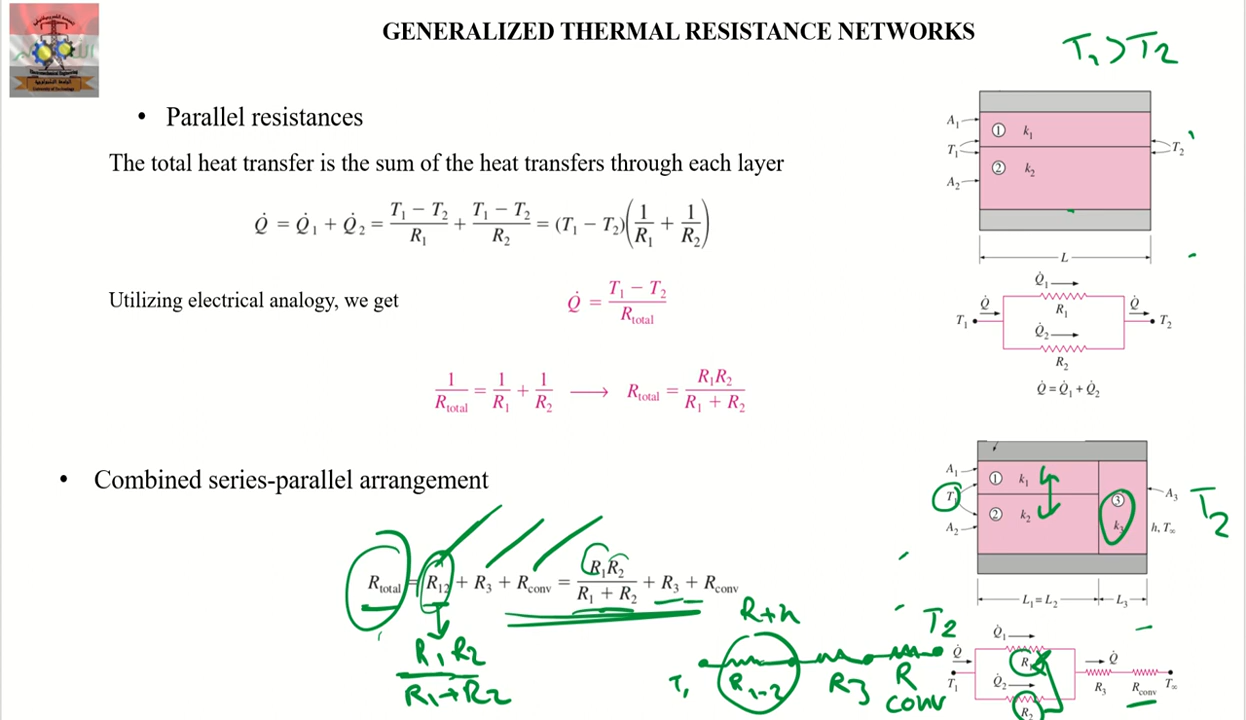 GENERALIZED THERMAL RESISTANCE NETWORKS
T₁ > T2
• Parallel resistances
The total heat transfer is the sum of the heat transfers through each layer
Q̇ = Q̇₁ + Q̇₂ = (T₁ − T₂)/R₁ + (T₁ − T₂)/R₂ = (T₁ − T₂)(1/R₁ + 1/R₂)
A₁ ① k₁
T₁ T₂
A₂ ② k₂
L
Utilizing electrical analogy, we get
Q̇ = (T₁ − T₂)/R_total
Q̇₁
Q̇ R₁ Q̇
T₁ Q̇₂ T₂
R₂
Q̇ = Q̇₁ + Q̇₂
1/R_total = 1/R₁ + 1/R₂ ⟶ R_total = R₁R₂/(R₁ + R₂)
• Combined series-parallel arrangement
A₁ ① k₁ ③ A₃
T₁ T2
A₂ ② k₂ k₃ h, T∞
L₁ = L₂ L₃
R_total = R₁₂ + R₃ + R_conv = R₁R₂/(R₁ + R₂) + R₃ + R_conv
R₁R2/(R₁+R2)
T₁ R1-2 R3 R conv T2
Q̇₁
Q̇ R₁ Q̇
T₁ Q̇₂ R₃ R_conv T∞
R₂